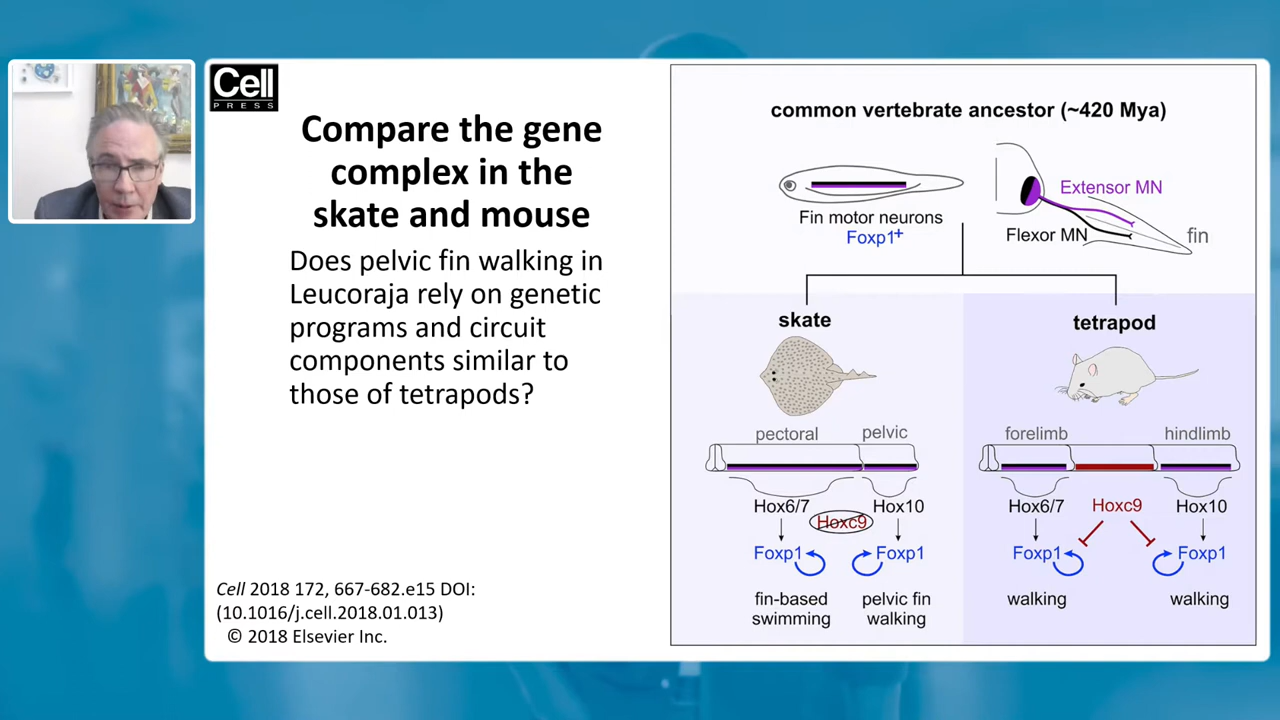 Cell
PRESS
Compare the gene
complex in the
skate and mouse
Does pelvic fin walking in
Leucoraja rely on genetic
programs and circuit
components similar to
those of tetrapods?
Cell 2018 172, 667-682.e15 DOI:
(10.1016/j.cell.2018.01.013)
© 2018 Elsevier Inc.
common vertebrate ancestor (~420 Mya)
Fin motor neurons
Foxp1+
Extensor MN
Flexor MN
fin
skate
pectoral pelvic
Hox6/7 Hoxc9 Hox10
Foxp1 Foxp1
fin-based
swimming
pelvic fin
walking
tetrapod
forelimb hindlimb
Hox6/7 Hoxc9 Hox10
Foxp1 Foxp1
walking walking